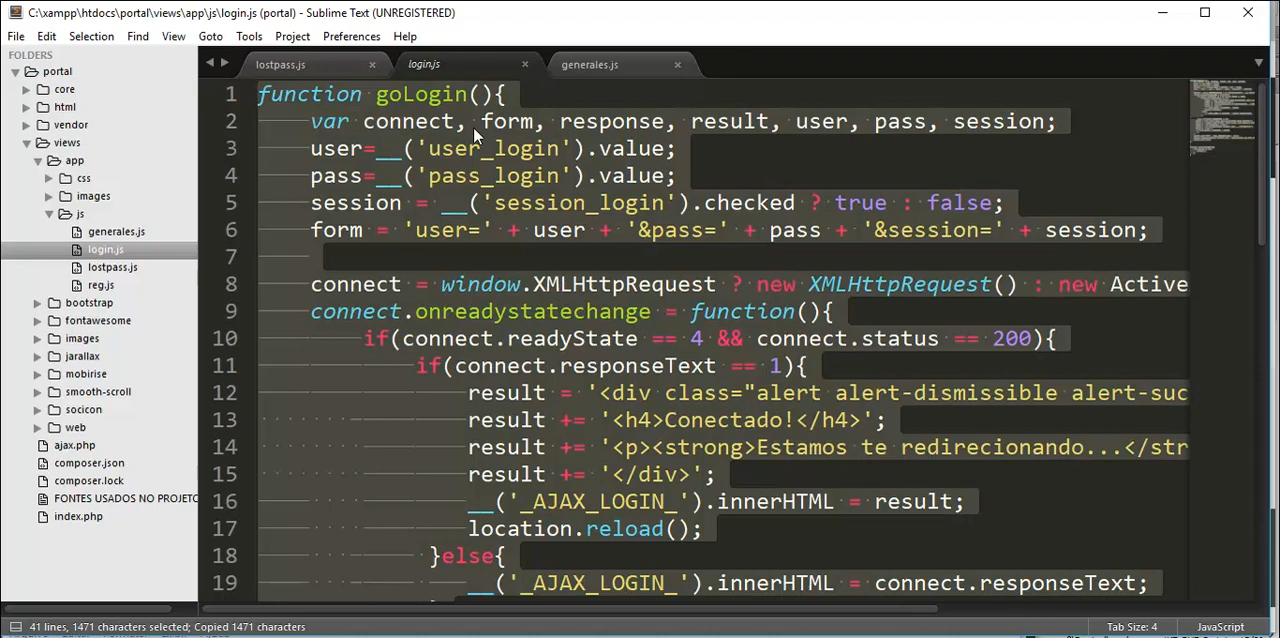 C:\xampp\htdocs\portal\views\app\js\login.js (portal) - Sublime Text (UNREGISTERED)
File Edit Selection Find View Goto Tools Project Preferences Help
FOLDERS
portal
core
html
vendor
views
app
css
images
js
generales.js
login.js
lostpass.js
reg.js
bootstrap
fontawesome
images
jarallax
mobirise
smooth-scroll
socicon
web
ajax.php
composer.json
composer.lock
FONTES USADOS NO PROJETO
index.php
lostpass.js login.js generales.js
1 function goLogin(){
2 var connect, form, response, result, user, pass, session;
3 user=__('user_login').value;
4 pass=__('pass_login').value;
5 session = __('session_login').checked ? true : false;
6 form = 'user=' + user + '&pass=' + pass + '&session=' + session;
7
8 connect = window.XMLHttpRequest ? new XMLHttpRequest() : new Active
9 connect.onreadystatechange = function(){
10 if(connect.readyState == 4 && connect.status == 200){
11 if(connect.responseText == 1){
12 result = '<div class="alert alert-dismissible alert-suc
13 result += '<h4>Conectado!</h4>';
14 result += '<p><strong>Estamos te redirecionando...</str
15 result += '</div>';
16 __('_AJAX_LOGIN_').innerHTML = result;
17 location.reload();
18 }else{
19 __('_AJAX_LOGIN_').innerHTML = connect.responseText;
41 lines, 1471 characters selected; Copied 1471 characters
Tab Size: 4 JavaScript